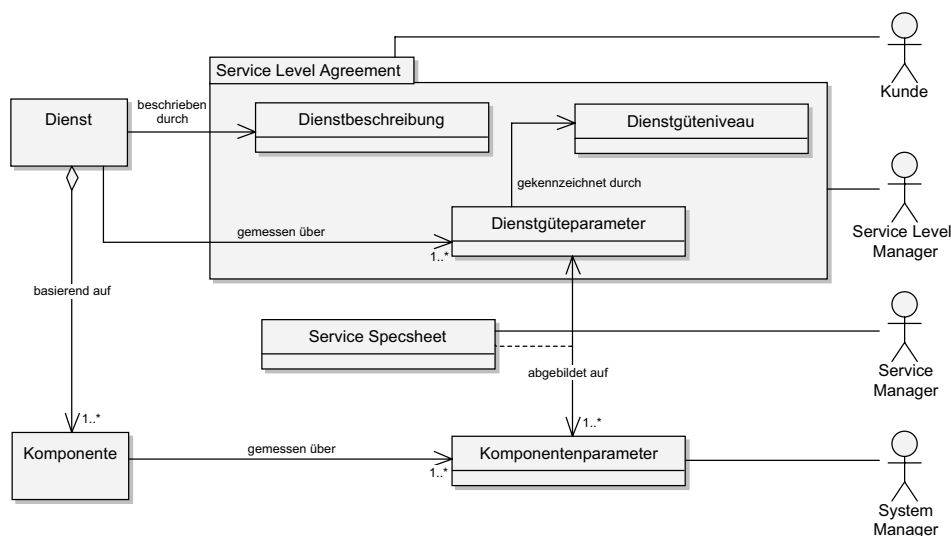 Service Level Agreement
Kunde
Dienst
beschrieben
durch
Dienstbeschreibung
Dienstgüteniveau
gekennzeichnet durch
Dienstgüteparameter
gemessen über
1..*
Service Level
Manager
basierend auf
Service Specsheet
abgebildet auf
Service
Manager
1..*
1..*
Komponente
gemessen über
1..*
Komponentenparameter
System
Manager